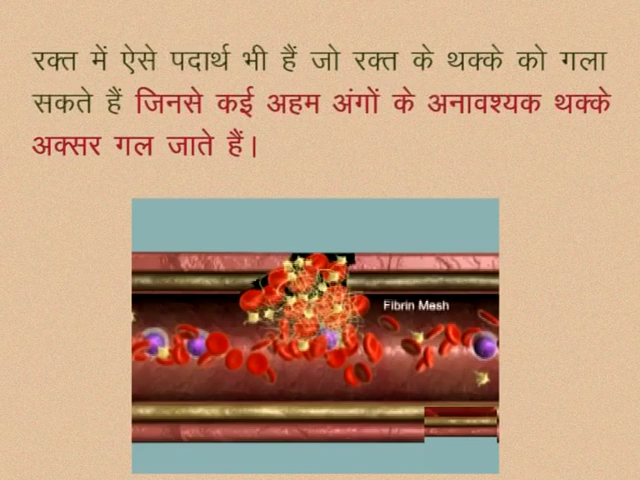 रक्त में ऐसे पदार्थ भी हैं जो रक्त के थक्के को गला
सकते हैं जिनसे कई अहम अंगों के अनावश्यक थक्के
अक्सर गल जाते हैं।
Fibrin Mesh